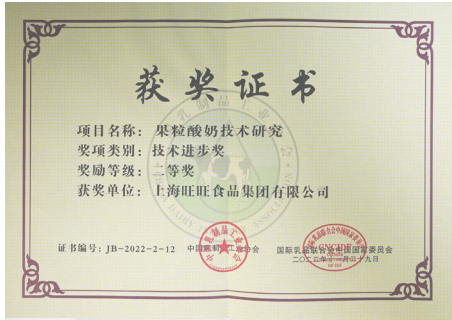 获奖证书
项目名称：果粒酸奶技术研究
奖项类别：技术进步奖
奖励等级：二等奖
获奖单位：上海旺旺食品集团有限公司
证书编号：JB-2022-2-12
中国乳制品工业协会
国际乳品联合会中国国家委员会